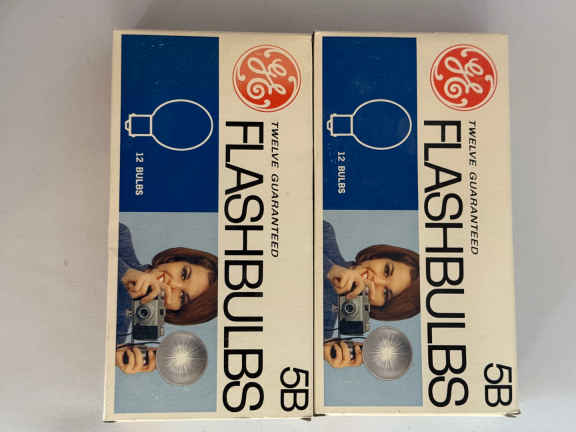 GE
TWELVE GUARANTEED
FLASHBULBS
5B
12 BULBS
GE
TWELVE GUARANTEED
FLASHBULBS
5B
12 BULBS